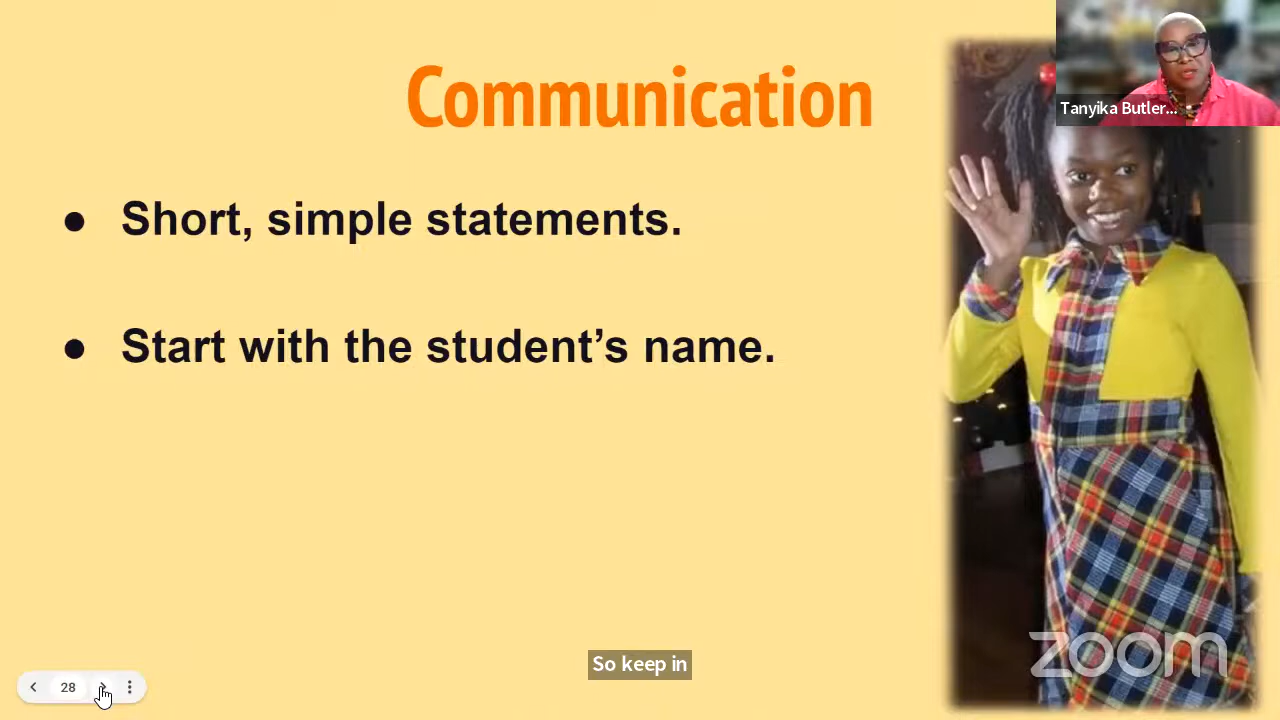 Communication
Tanyika Butler...
● Short, simple statements.
● Start with the student’s name.
So keep in
zoom
28